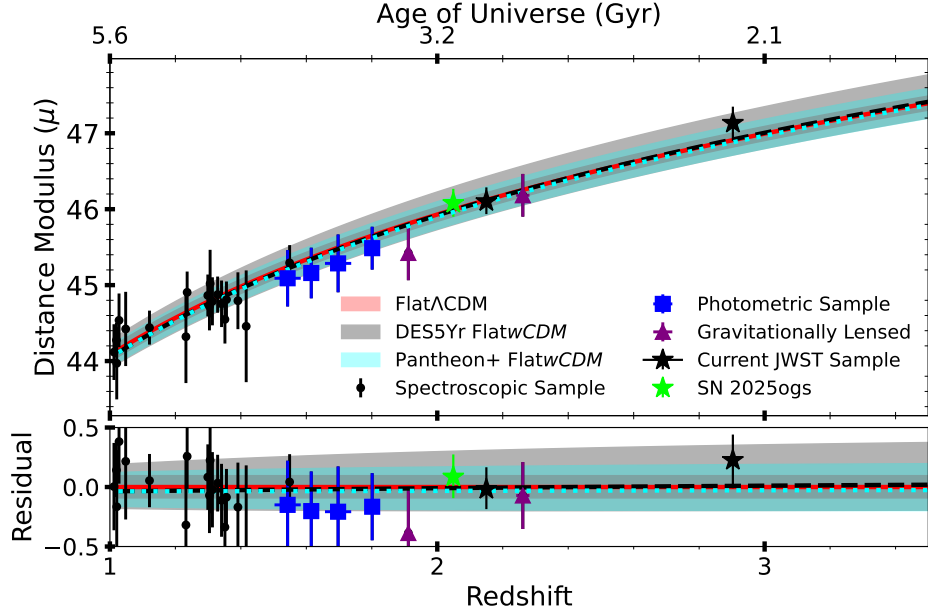 Age of Universe (Gyr)
5.6 3.2 2.1
Distance Modulus (μ)
47
46
45
44
FlatΛCDM
DES5Yr FlatwCDM
Pantheon+ FlatwCDM
Spectroscopic Sample
Photometric Sample
Gravitationally Lensed
Current JWST Sample
SN 2025ogs
Residual
0.5
0.0
−0.5
1 2 3
Redshift